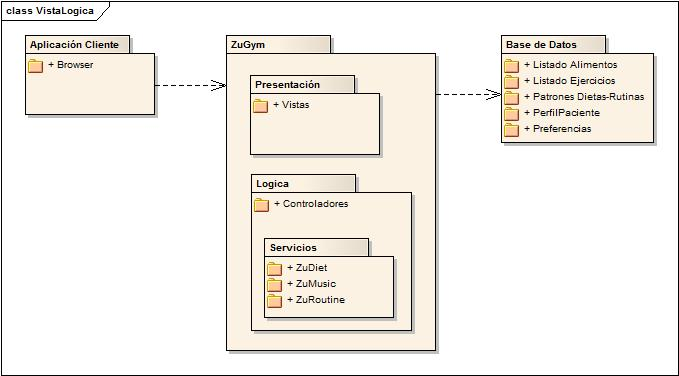 class VistaLogica
Aplicación Cliente
+ Browser
ZuGym
Presentación
+ Vistas
Logica
+ Controladores
Servicios
+ ZuDiet
+ ZuMusic
+ ZuRoutine
Base de Datos
+ Listado Alimentos
+ Listado Ejercicios
+ Patrones Dietas-Rutinas
+ PerfilPaciente
+ Preferencias